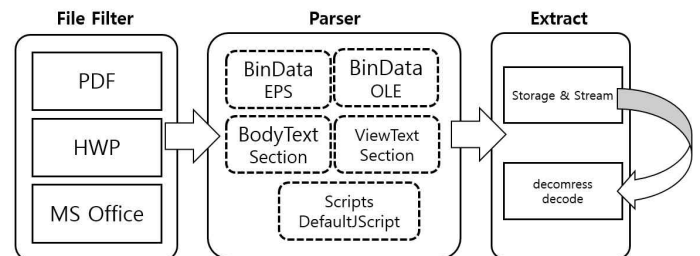 File Filter
PDF
HWP
MS Office
Parser
BinData
EPS
BinData
OLE
BodyText
Section
ViewText
Section
Scripts
DefaultJScript
Extract
Storage & Stream
decomress
decode